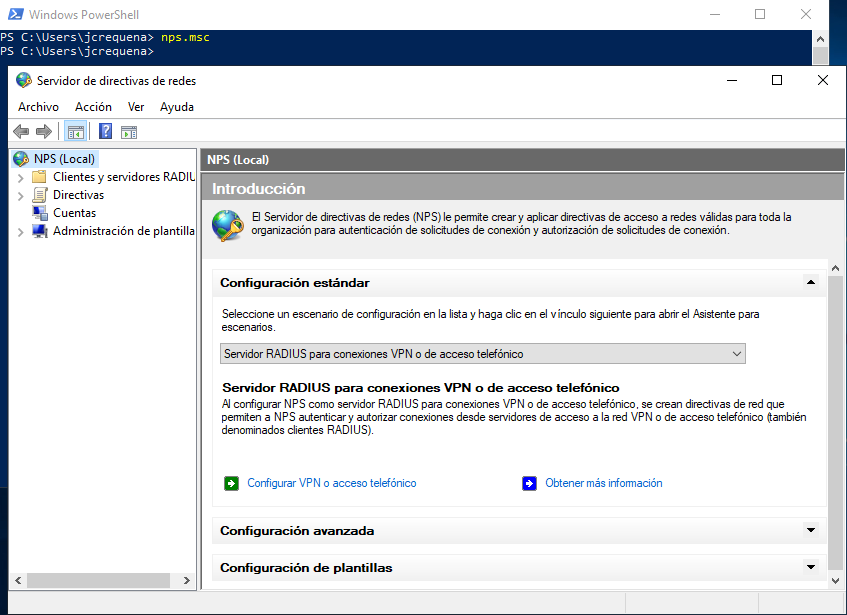 Windows PowerShell
PS C:\Users\jcrequena> nps.msc
PS C:\Users\jcrequena>
Servidor de directivas de redes
Archivo Acción Ver Ayuda
NPS (Local)
Clientes y servidores RADIU
Directivas
Cuentas
Administración de plantilla
NPS (Local)
Introducción
El Servidor de directivas de redes (NPS) le permite crear y aplicar directivas de acceso a redes válidas para toda la
organización para autenticación de solicitudes de conexión y autorización de solicitudes de conexión.
Configuración estándar
Seleccione un escenario de configuración en la lista y haga clic en el vínculo siguiente para abrir el Asistente para
escenarios.
Servidor RADIUS para conexiones VPN o de acceso telefónico
Servidor RADIUS para conexiones VPN o de acceso telefónico
Al configurar NPS como servidor RADIUS para conexiones VPN o de acceso telefónico, se crean directivas de red que
permiten a NPS autenticar y autorizar conexiones desde servidores de acceso a la red VPN o de acceso telefónico (también
denominados clientes RADIUS).
Configurar VPN o acceso telefónico
Obtener más información
Configuración avanzada
Configuración de plantillas